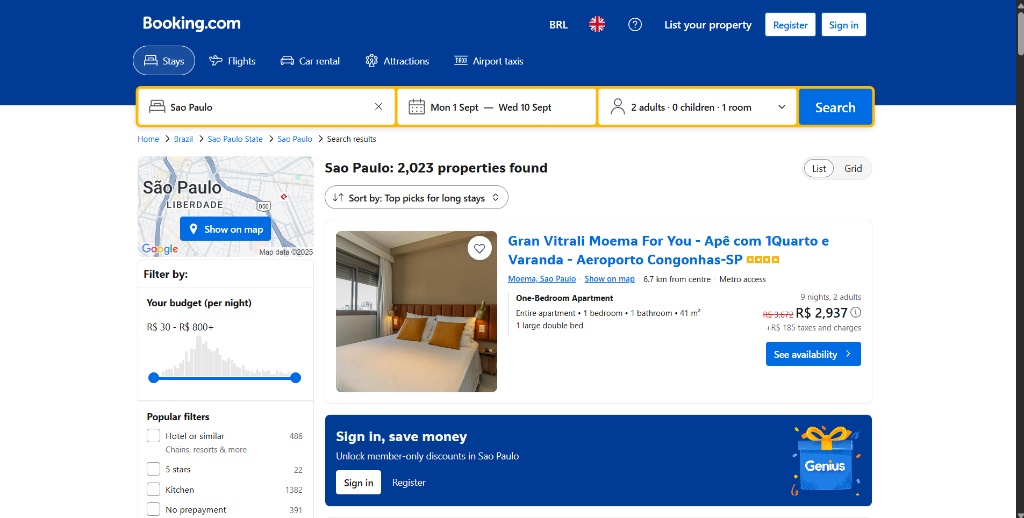 Booking.com
BRL
List your property
Register
Sign in
Stays
Flights
Car rental
Attractions
TAXI
Airport taxis
Sao Paulo
Mon 1 Sept — Wed 10 Sept
2 adults · 0 children · 1 room
Search
Home > Brazil > Sao Paulo State > Sao Paulo > Search results
São Paulo
LIBERDADE
Show on map
Google
Map data ©2025
Sao Paulo: 2,023 properties found
List
Grid
Sort by: Top picks for long stays
Gran Vitrali Moema For You - Apê com 1Quarto e
Varanda - Aeroporto Congonhas-SP
Moema, Sao Paulo · Show on map · 6.7 km from centre · Metro access
One-Bedroom Apartment
Entire apartment • 1 bedroom • 1 bathroom • 41 m²
1 large double bed
9 nights, 2 adults
R$ 3,672 R$ 2,937
+R$ 185 taxes and charges
See availability
Filter by:
Your budget (per night)
R$ 30 - R$ 800+
Popular filters
Hotel or similar 486
Chains, resorts & more
5 stars 22
Kitchen 1382
No prepayment 391
Sign in, save money
Unlock member-only discounts in Sao Paulo
Sign in
Register
Genius